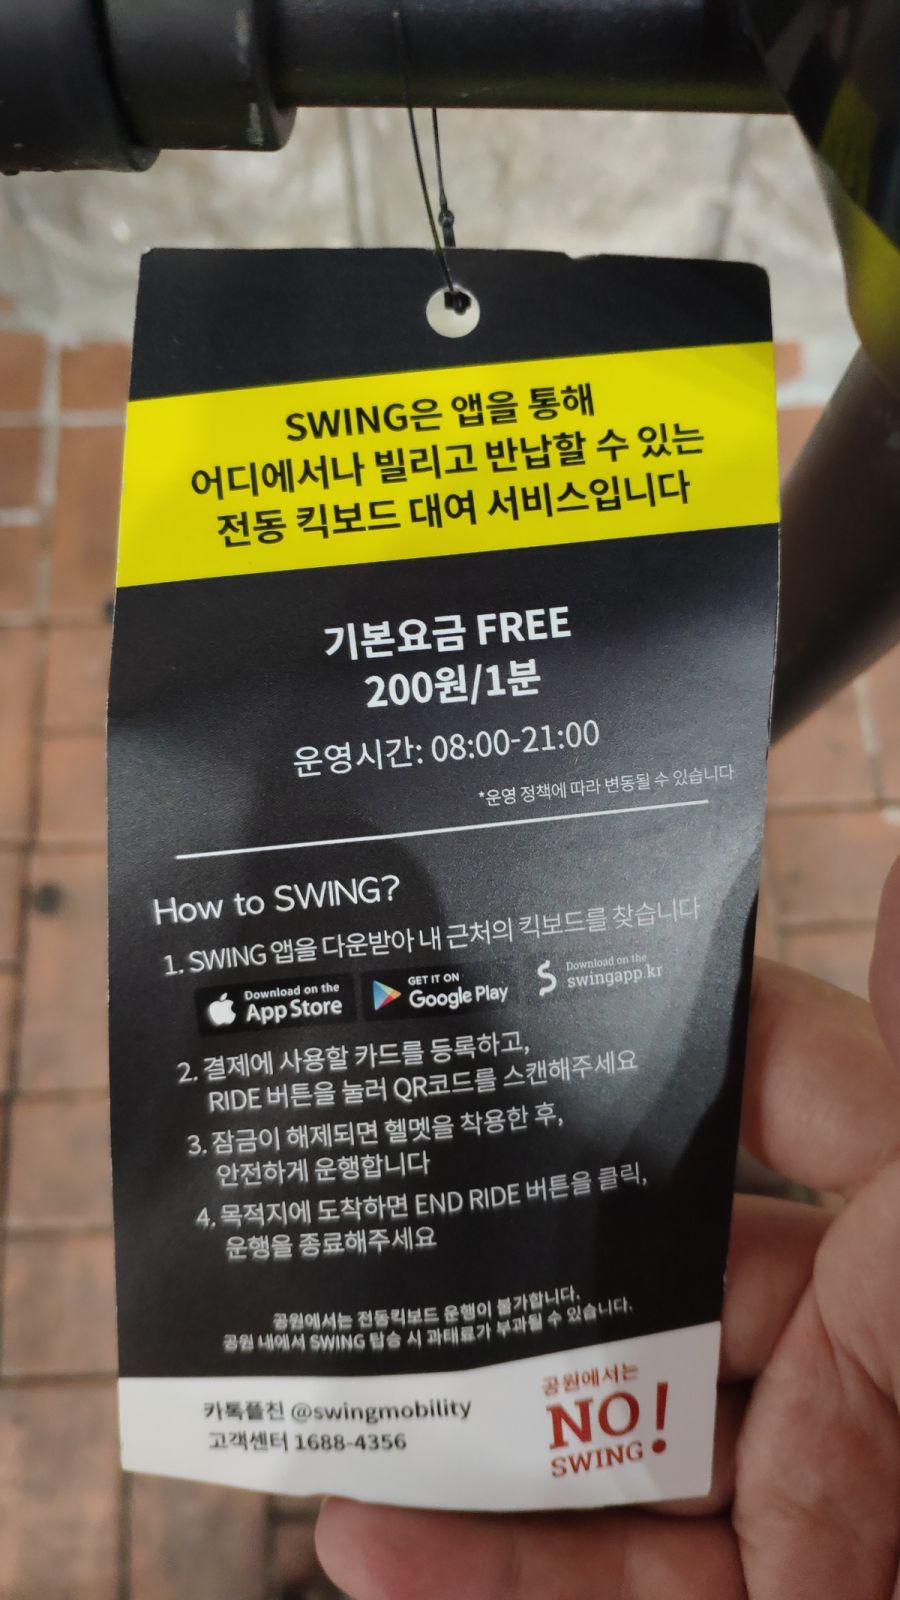 SWING은 앱을 통해
어디에서나 빌리고 반납할 수 있는
전동 킥보드 대여 서비스입니다
기본요금 FREE
200원/1분
운영시간: 08:00-21:00
*운영 정책에 따라 변동될 수 있습니다
How to SWING?
1. SWING 앱을 다운받아 내 근처의 킥보드를 찾습니다
Download on the
App Store
GET IT ON
Google Play
Download on the
swingapp.kr
2. 결제에 사용할 카드를 등록하고,
RIDE 버튼을 눌러 QR코드를 스캔해주세요
3. 잠금이 해제되면 헬멧을 착용한 후,
안전하게 운행합니다
4. 목적지에 도착하면 END RIDE 버튼을 클릭,
운행을 종료해주세요
공원에서는 전동킥보드 운행이 불가합니다.
공원 내에서 SWING 탑승 시 과태료가 부과될 수 있습니다.
카톡플친 @swingmobility
고객센터 1688-4356
공원에서는
NO!
SWING